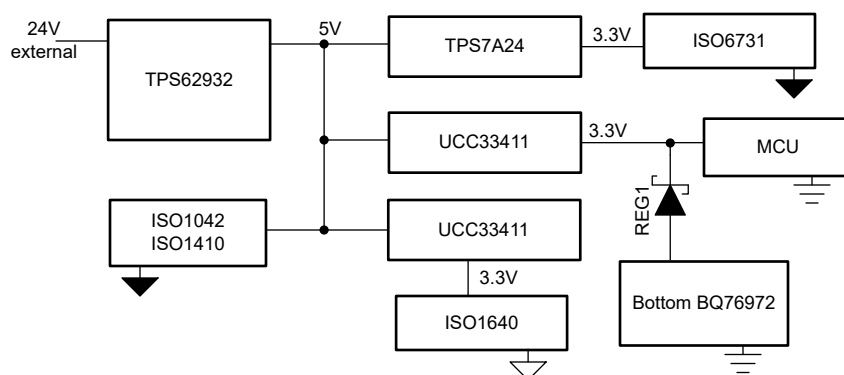 24V
external
TPS62932
5V
TPS7A24
3.3V
ISO6731
UCC33411
3.3V
MCU
REG1
ISO1042
ISO1410
UCC33411
3.3V
ISO1640
Bottom BQ76972